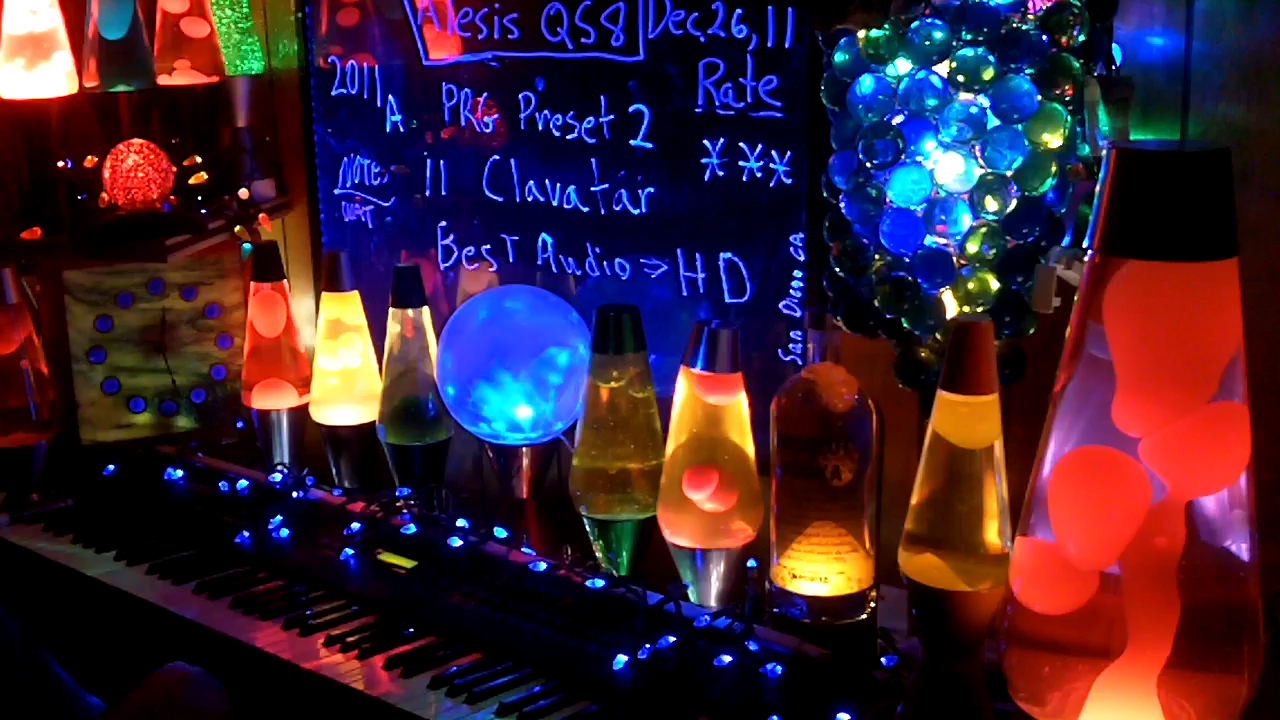 Alesis QS8 Dec, 26, 11
2011 A PRG Preset 2 Rate
***
Notes 11 Clavatar
wait
Best Audio → HD
San Diego CA